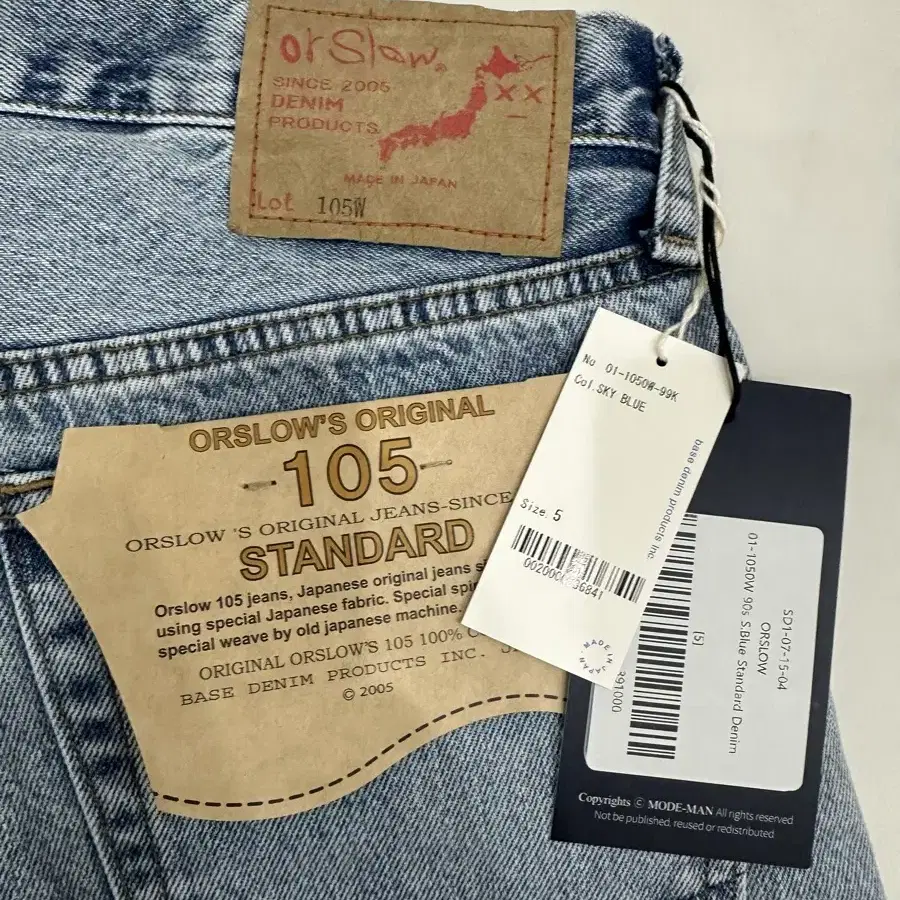 orSlow.
SINCE 2005
DENIM
PRODUCTS
XX
MADE IN JAPAN
Lot 105W
ORSLOW'S ORIGINAL
105
ORSLOW 'S ORIGINAL JEANS-SINCE
STANDARD
Orslow 105 jeans, Japanese original jeans
using special Japanese fabric. Special
special weave by old japanese machine.
ORIGINAL ORSLOW'S 105 100%
BASE DENIM PRODUCTS INC.
© 2005
No 01-1050W-99K
Col. SKY BLUE
Size 5
base denim products inc
MADE IN JAPAN
SD1-07-15-04
ORSLOW
01-1050W 90s S.Blue Standard Denim
[5]
Copyrights © MODE-MAN All rights reserved
Not be published, reused or redistributed